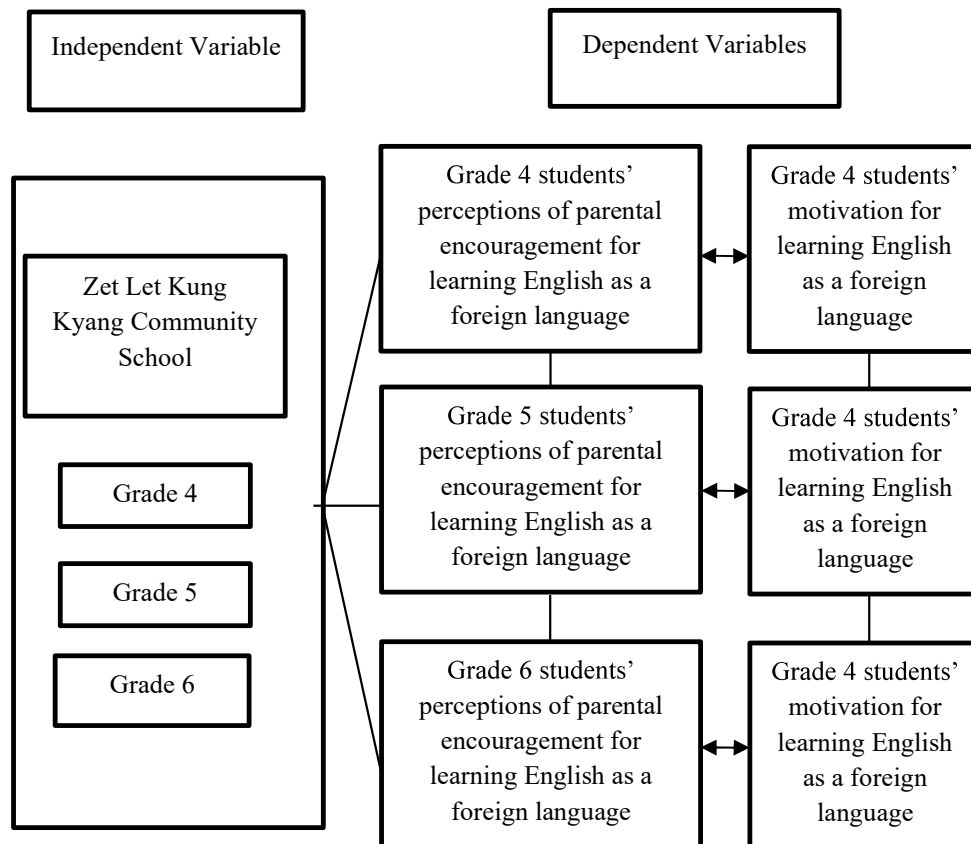 Independent Variable
Dependent Variables
Zet Let Kung
Kyang Community
School
Grade 4
Grade 5
Grade 6
Grade 4 students’
perceptions of parental
encouragement for
learning English as a
foreign language
Grade 4 students’
motivation for
learning English
as a foreign
language
Grade 5 students’
perceptions of parental
encouragement for
learning English as a
foreign language
Grade 4 students’
motivation for
learning English
as a foreign
language
Grade 6 students’
perceptions of parental
encouragement for
learning English as a
foreign language
Grade 4 students’
motivation for
learning English
as a foreign
language